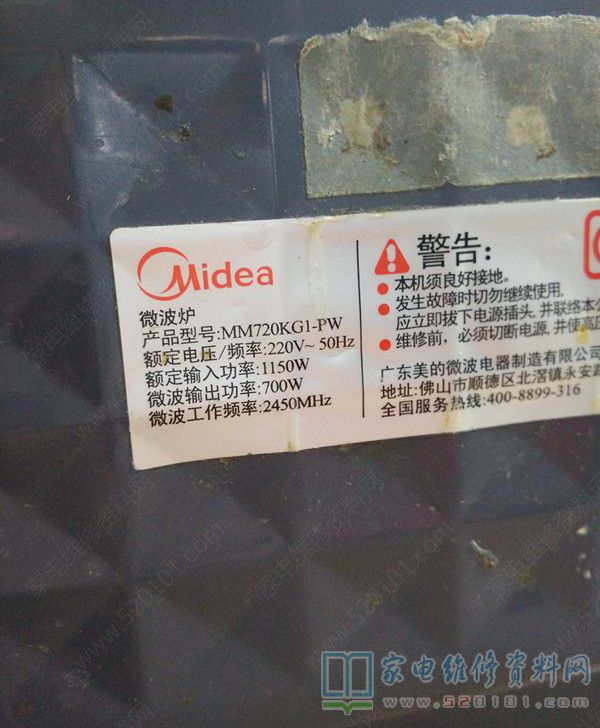 Midea
微波炉
产品型号:MM720KG1-PW
额定电压/频率:220V~ 50Hz
额定输入功率:1150W
微波输出功率:700W
微波工作频率:2450MHz
警告:
本机须良好接地。
发生故障时切勿继续使用,
应立即拔下电源插头,并联络本公
维修前,必须切断电源,并使高压
广东美的微波电器制造有限公司
地址:佛山市顺德区北滘镇永安路
全国服务热线:400-8899-316
家电维修资料网
www.520101.com